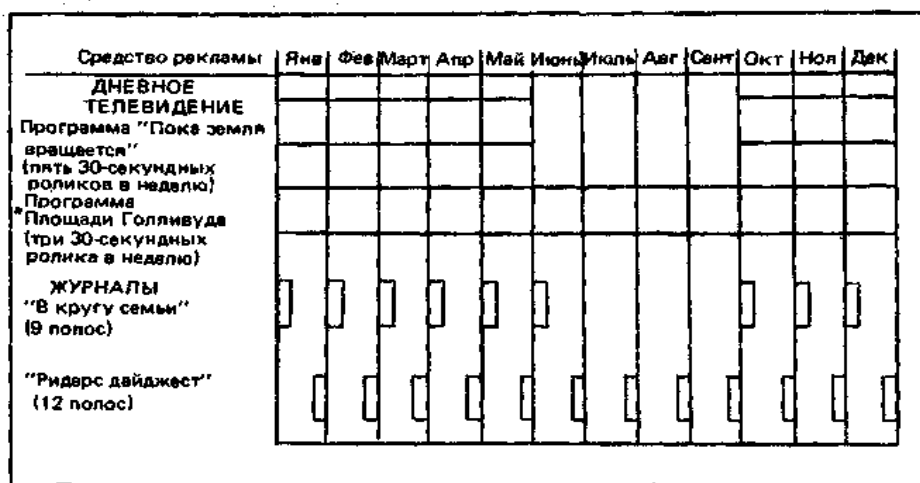 Средство рекламы Янв Фев Март Апр Май Июнь Июль Авг Сент Окт Ноя Дек
ДНЕВНОЕ
ТЕЛЕВИДЕНИЕ
Программа "Пока земля
вращается"
(пять 30-секундных
роликов в неделю)
Программа
"Площади Голливуда
(три 30-секундных
ролика в неделю)
ЖУРНАЛЫ
"В кругу семьи"
(9 полос)
"Ридерс дайджест"
(12 полос)